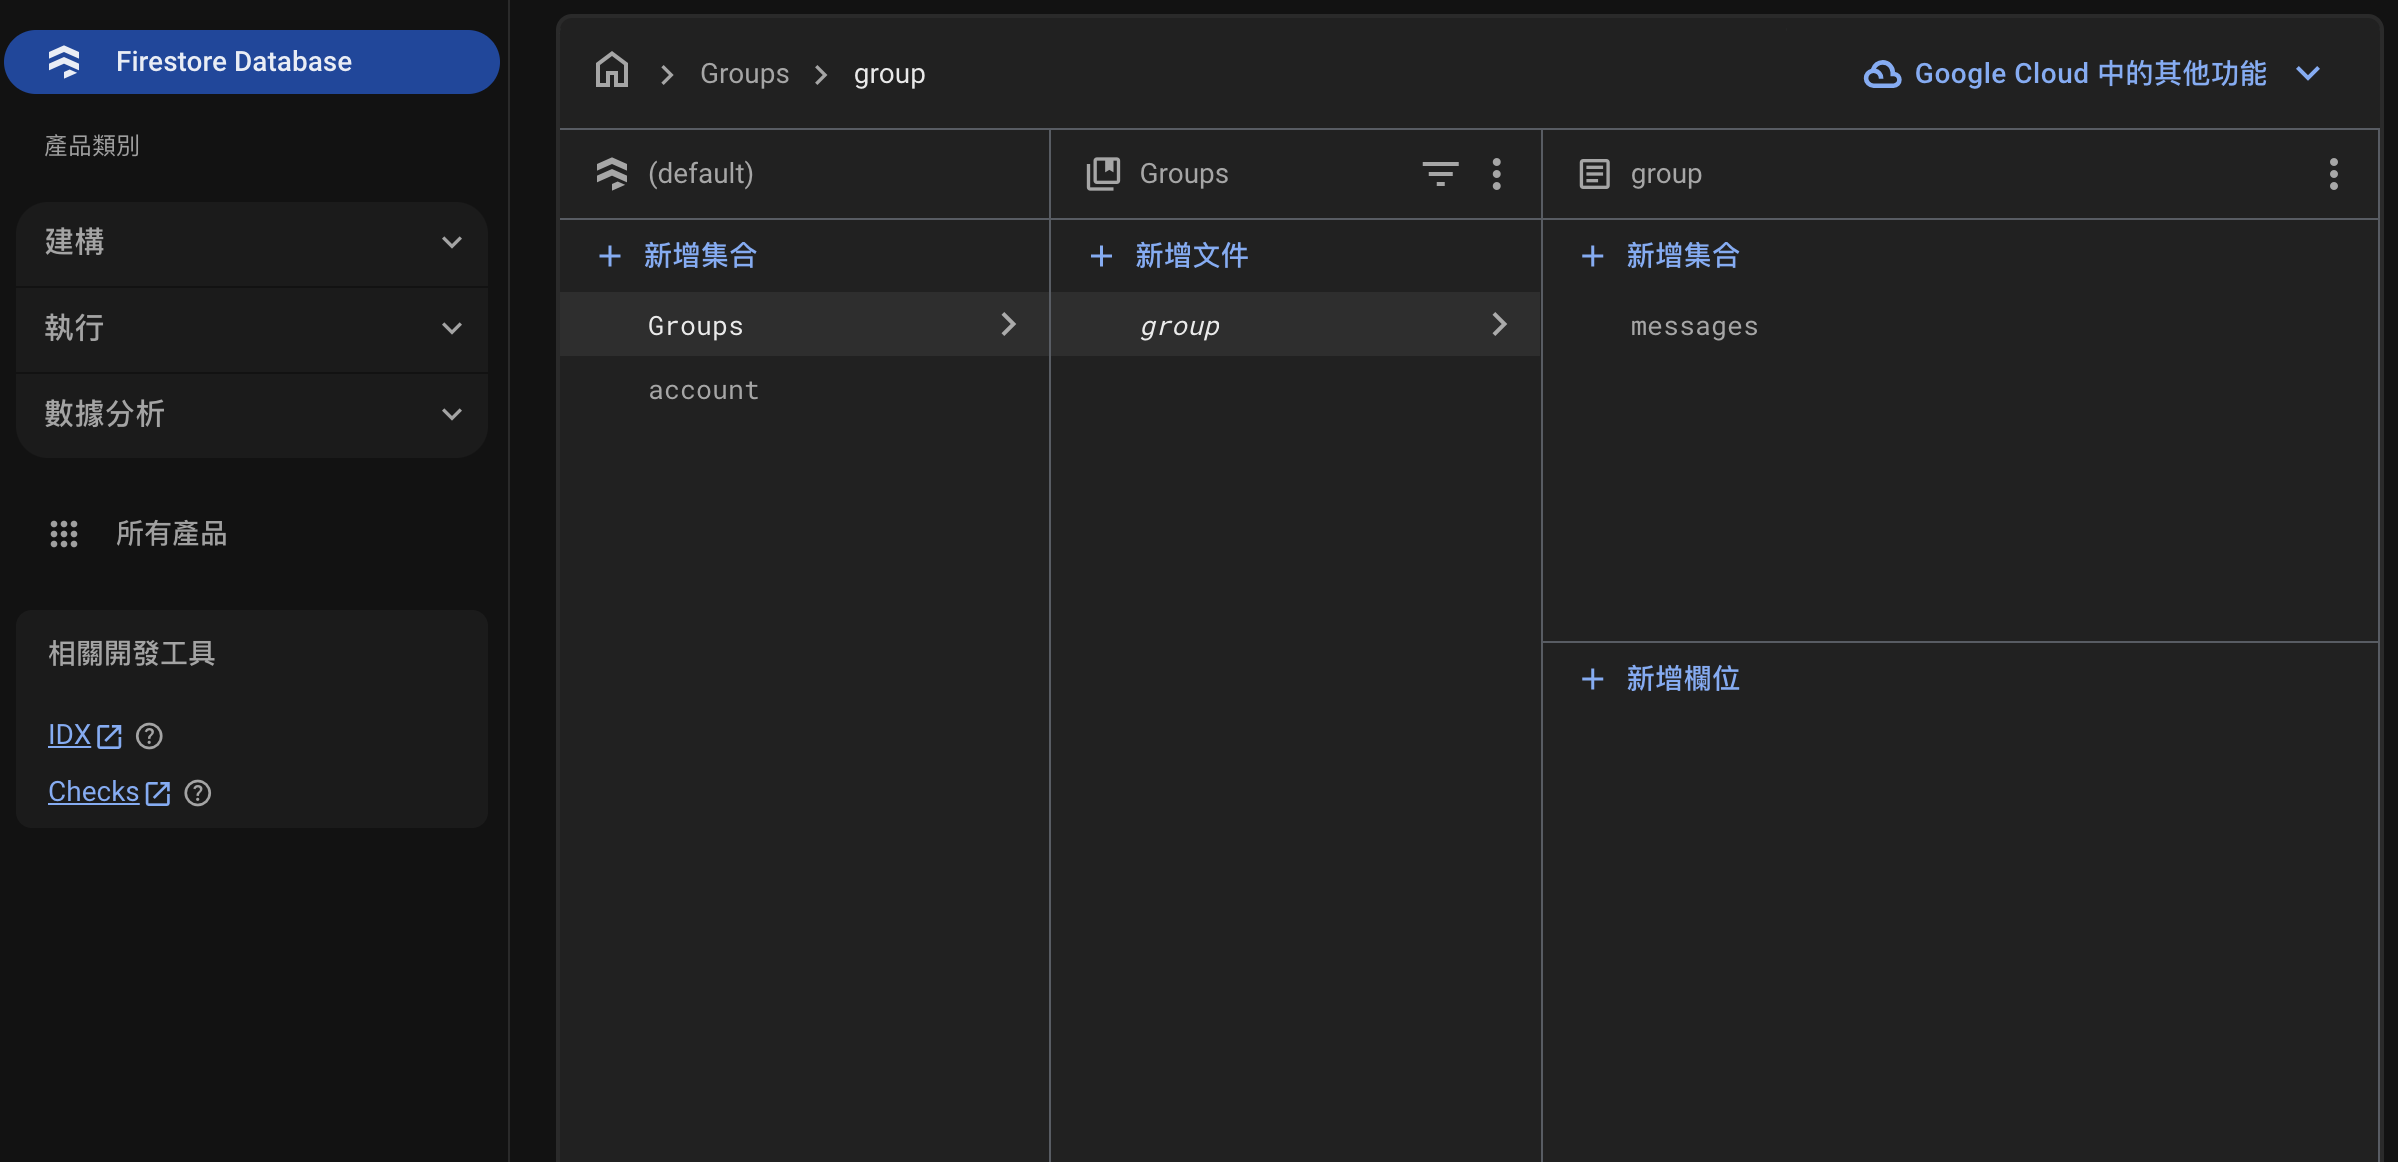 Firestore Database
產品類別
建構
執行
數據分析
所有產品
相關開發工具
IDX
Checks
Groups
group
Google Cloud 中的其他功能
(default)
新增集合
Groups
account
Groups
新增文件
group
group
新增集合
messages
新增欄位